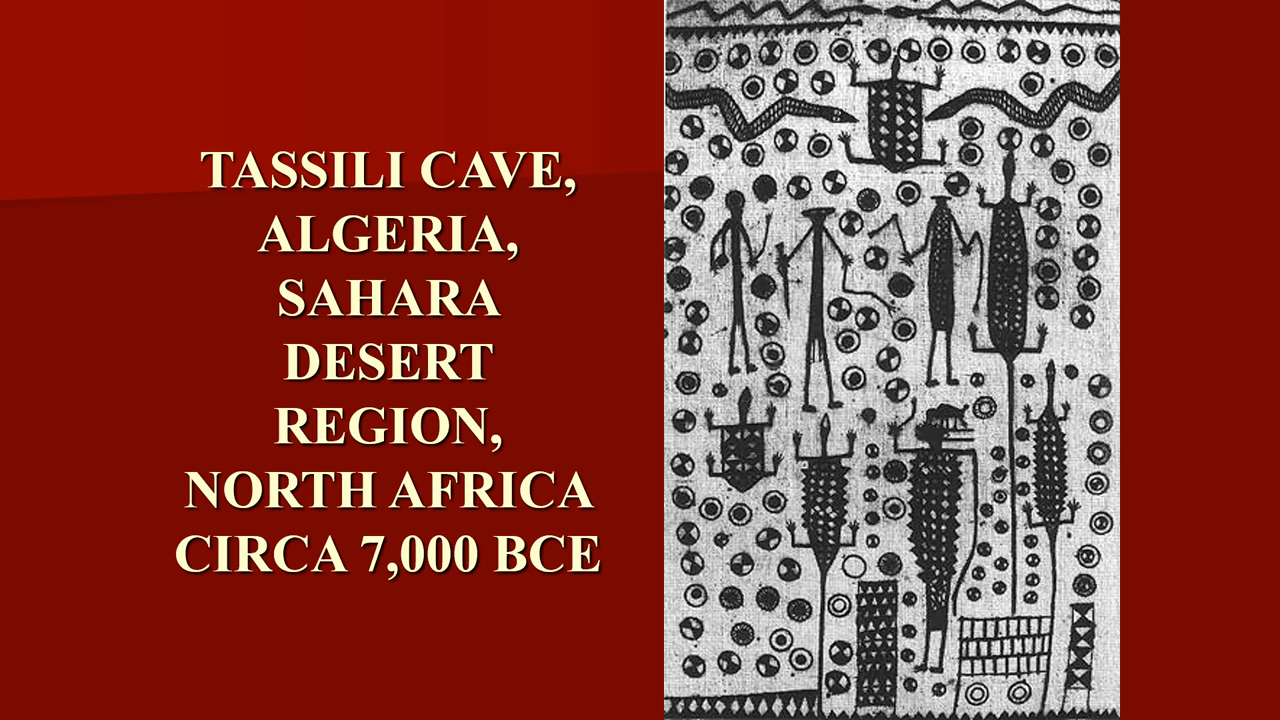 TASSILI CAVE,
ALGERIA,
SAHARA
DESERT
REGION,
NORTH AFRICA
CIRCA 7,000 BCE